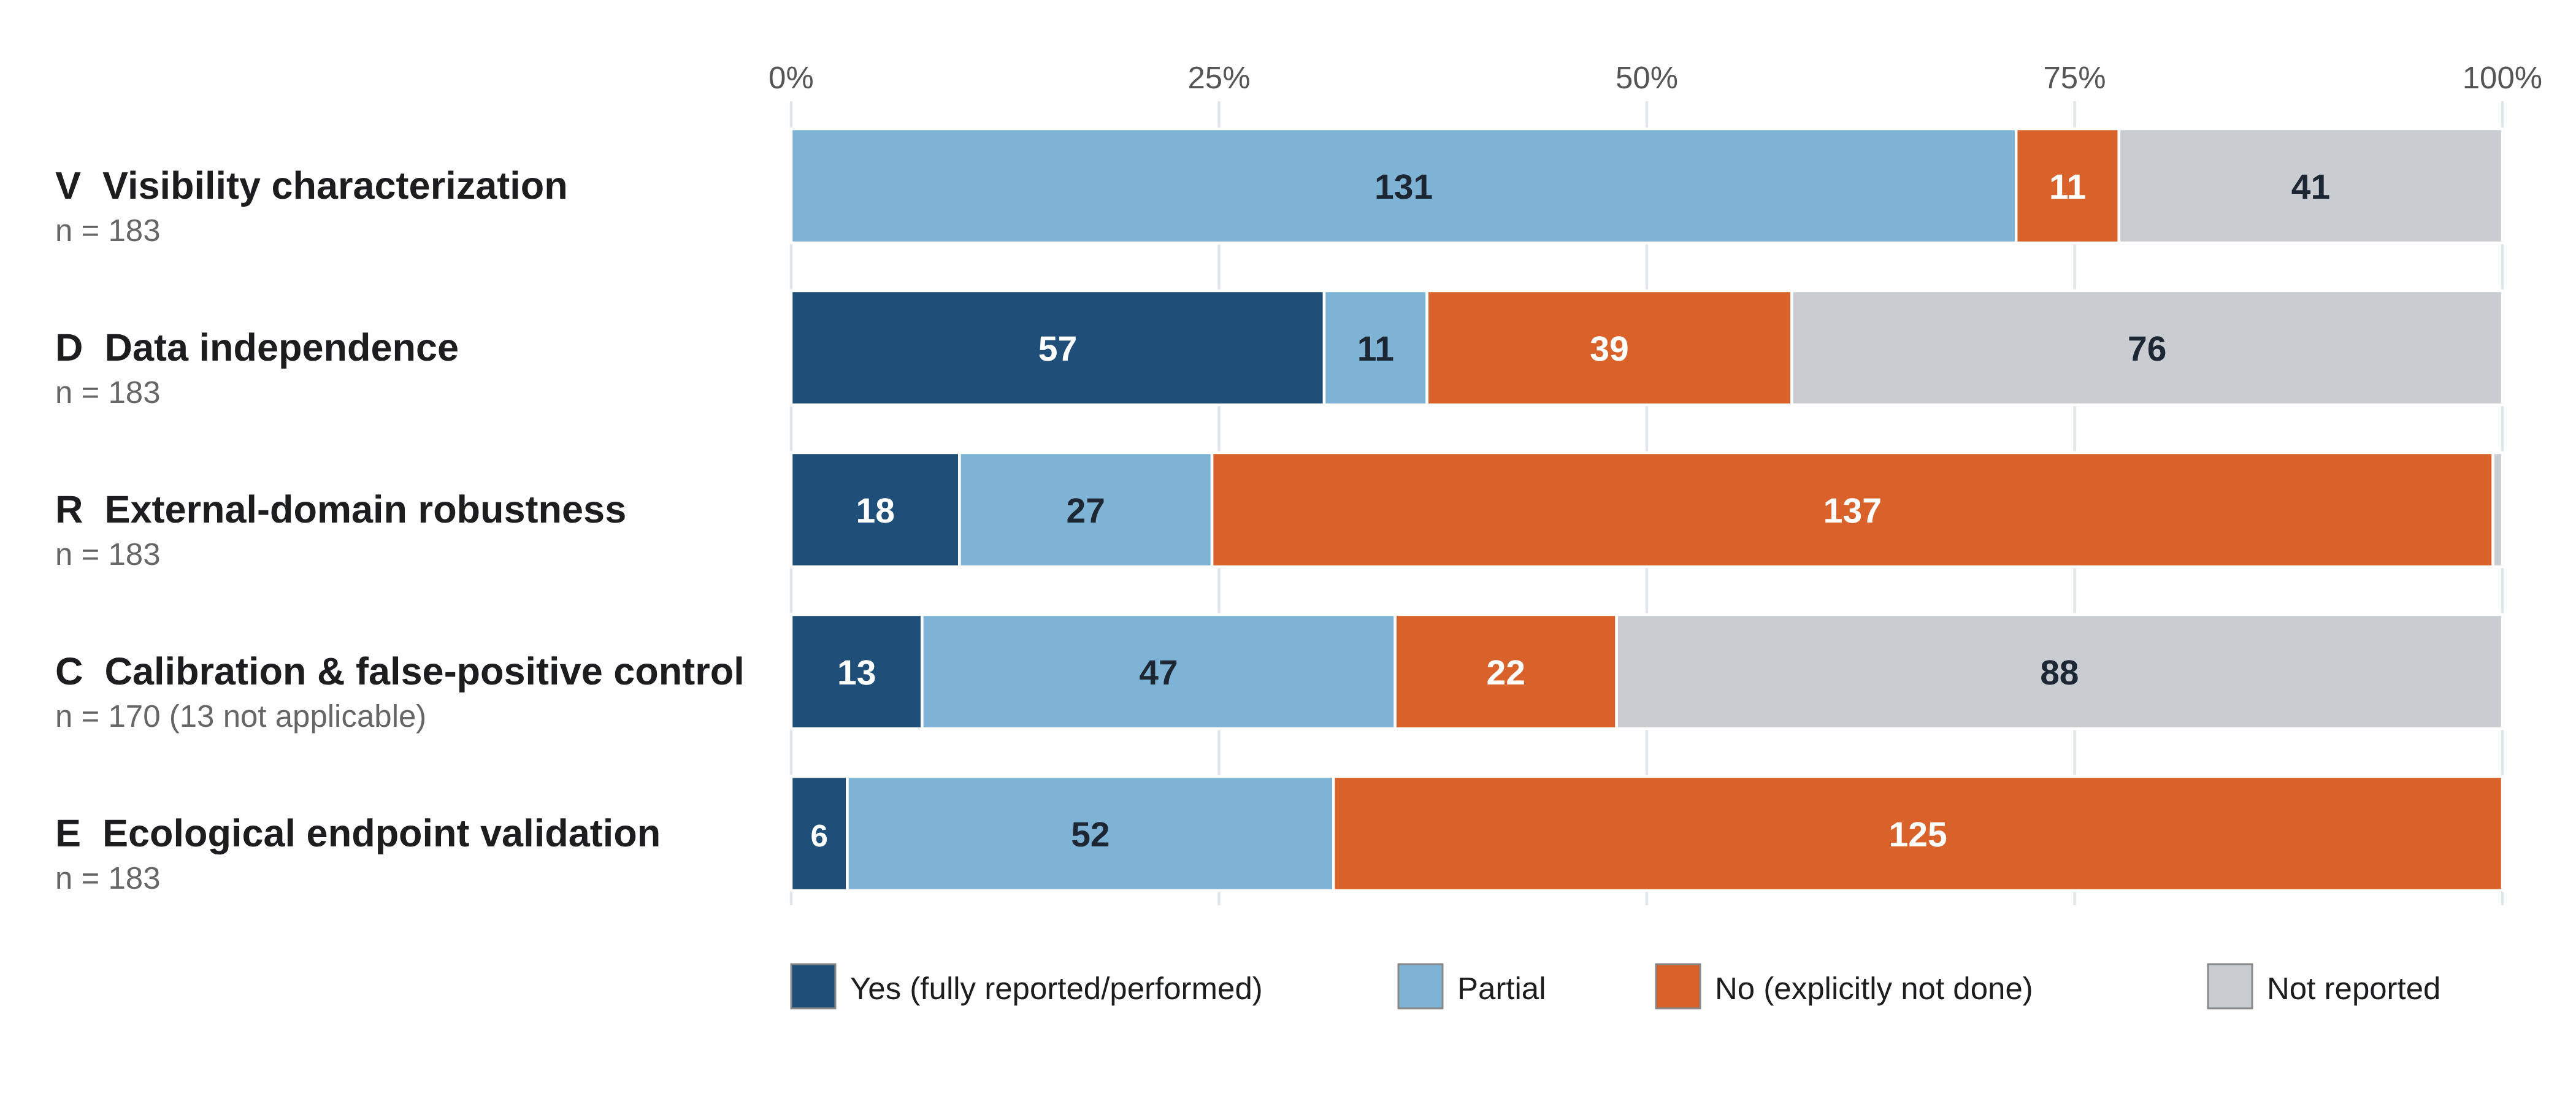 0% 25% 50% 75% 100%
V Visibility characterization
n = 183
131 11 41
D Data independence
n = 183
57 11 39 76
R External-domain robustness
n = 183
18 27 137
C Calibration & false-positive control
n = 170 (13 not applicable)
13 47 22 88
E Ecological endpoint validation
n = 183
6 52 125
Yes (fully reported/performed) Partial No (explicitly not done) Not reported